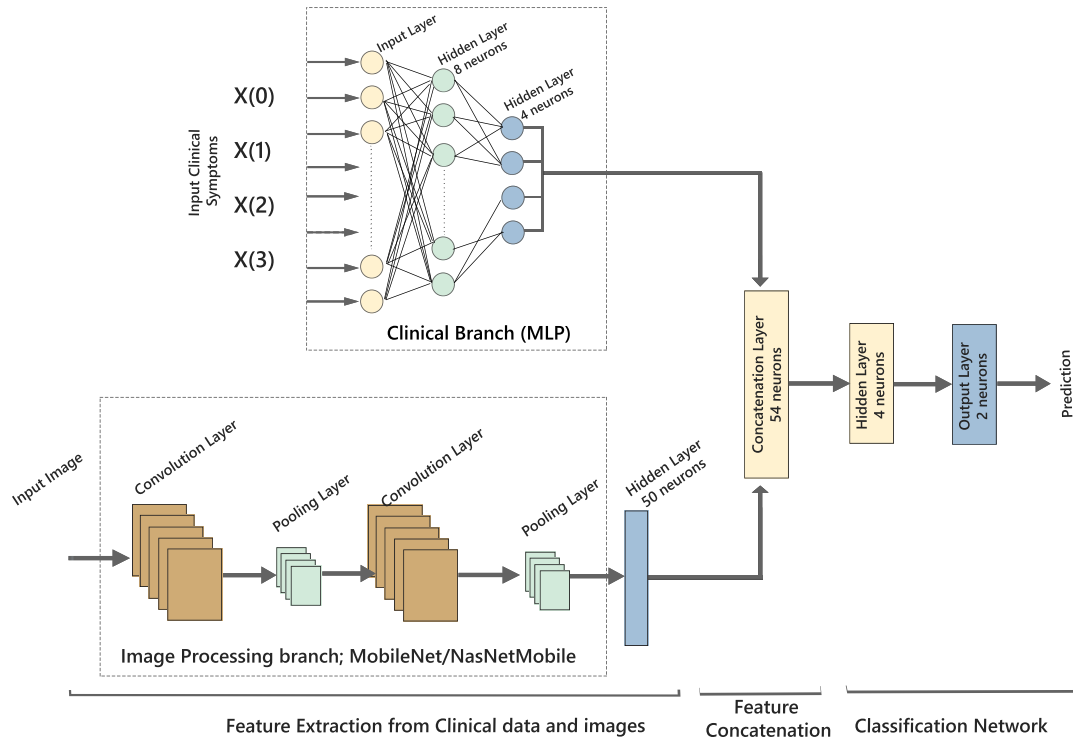 Input Layer
Hidden Layer
8 neurons
Hidden Layer
4 neurons
Input Clinical
Symptoms
X(0)
X(1)
X(2)
X(3)
Clinical Branch (MLP)
Concatenation Layer
54 neurons
Hidden Layer
4 neurons
Output Layer
2 neurons
Prediction
Input Image
Convolution Layer
Pooling Layer
Convolution Layer
Pooling Layer
Hidden Layer
50 neurons
Image Processing branch; MobileNet/NasNetMobile
Feature Extraction from Clinical data and images
Feature
Concatenation
Classification Network